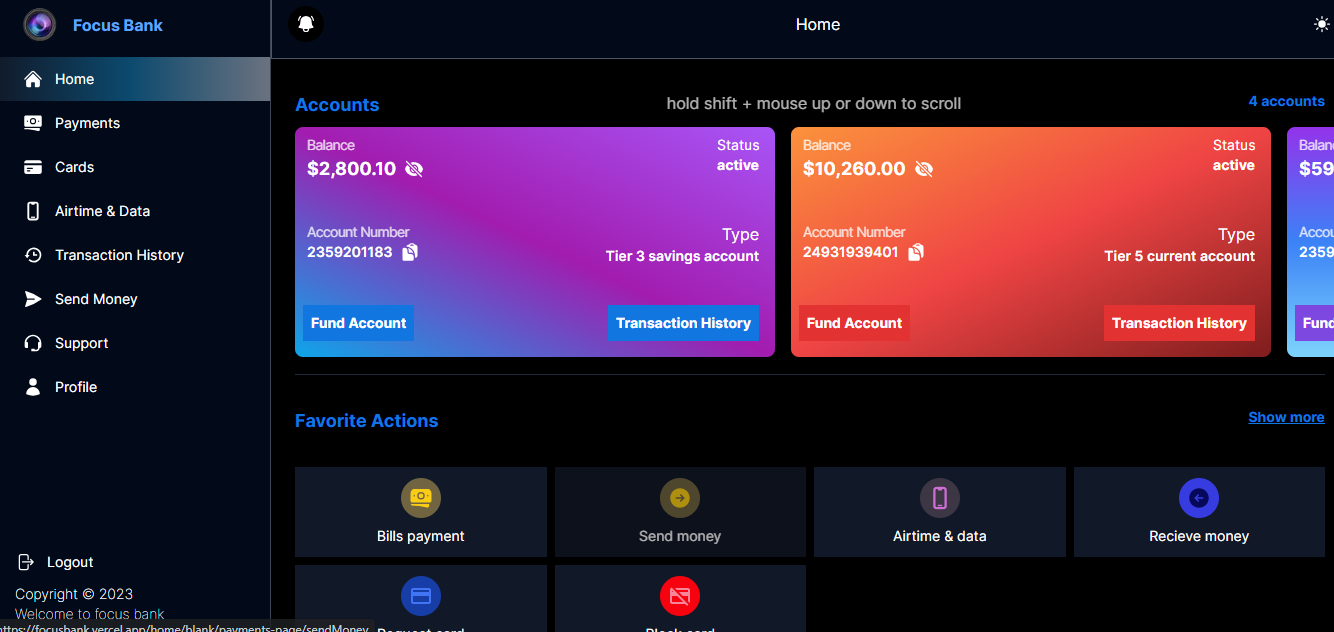 Focus Bank
Home
Home
Payments
Cards
Airtime & Data
Transaction History
Send Money
Support
Profile
Logout
Copyright © 2023
Welcome to focus bank
https://focusbank.vercel.app/home/blank/payments-page/sendMoney
Accounts
hold shift + mouse up or down to scroll
4 accounts
Balance
Status
$2,800.10
active
Account Number
Type
2359201183
Tier 3 savings account
Fund Account
Transaction History
Balance
Status
$10,260.00
active
Account Number
Type
24931939401
Tier 5 current account
Fund Account
Transaction History
Balan
$59
Accou
2359
Fund
Favorite Actions
Show more
Bills payment
Send money
Airtime & data
Recieve money
Request card
Block card